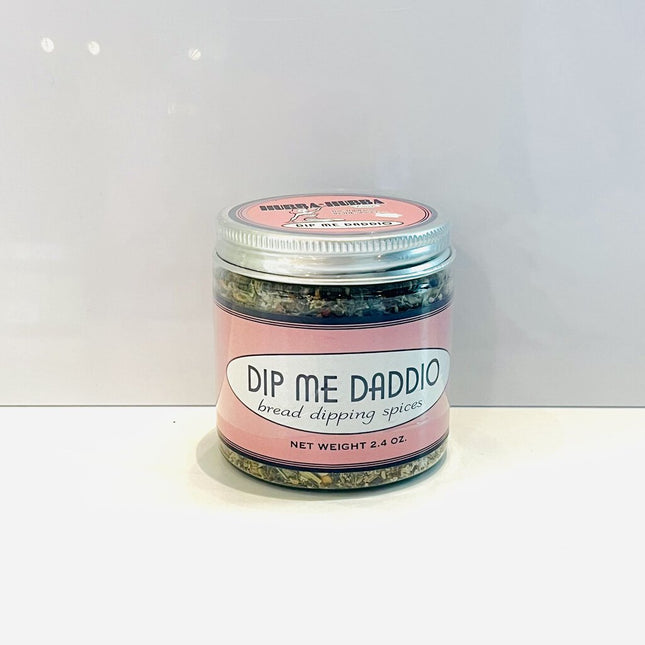 HUBBA-HUBBA
DIP ME DADDIO
DIP ME DADDIO
bread dipping spices
NET WEIGHT 2.4 OZ.